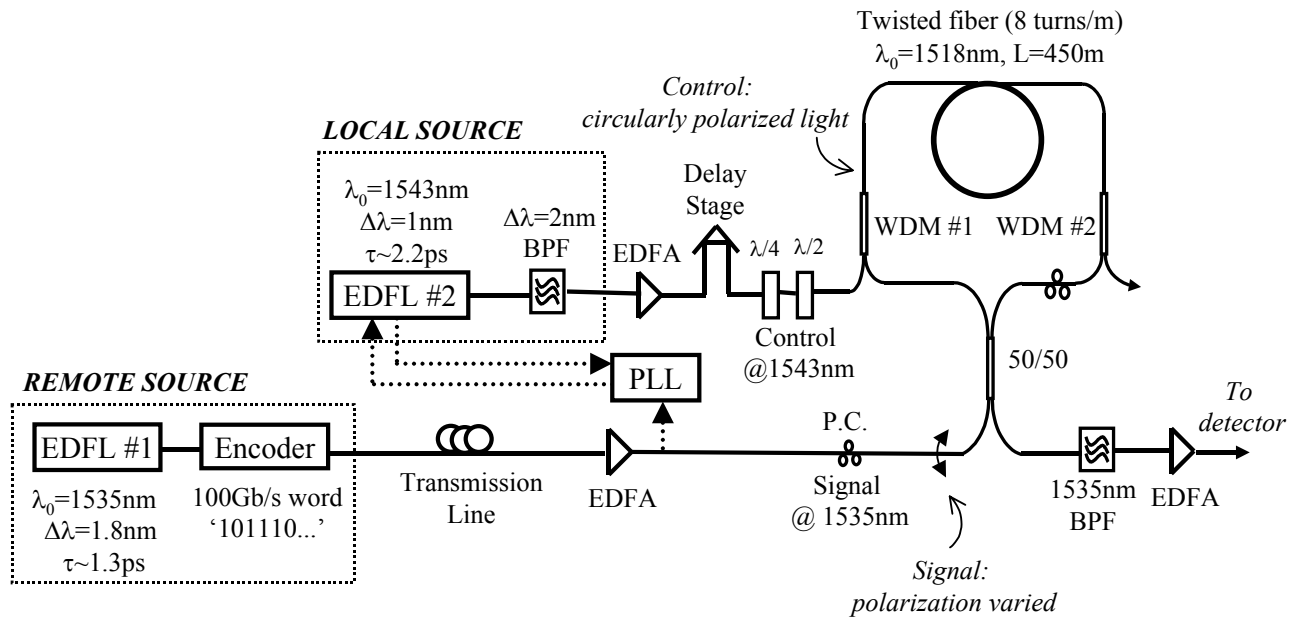 Twisted fiber (8 turns/m)
λ₀=1518nm, L=450m
Control:
circularly polarized light
LOCAL SOURCE
λ₀=1543nm
Δλ=1nm
τ~2.2ps
Δλ=2nm
BPF
EDFL #2
EDFA
Delay
Stage
λ/4
λ/2
Control
@1543nm
WDM #1
WDM #2
50/50
PLL
REMOTE SOURCE
EDFL #1
Encoder
λ₀=1535nm
Δλ=1.8nm
τ~1.3ps
100Gb/s word
‘101110...’
Transmission
Line
EDFA
P.C.
Signal
@ 1535nm
1535nm
BPF
EDFA
To
detector
Signal:
polarization varied